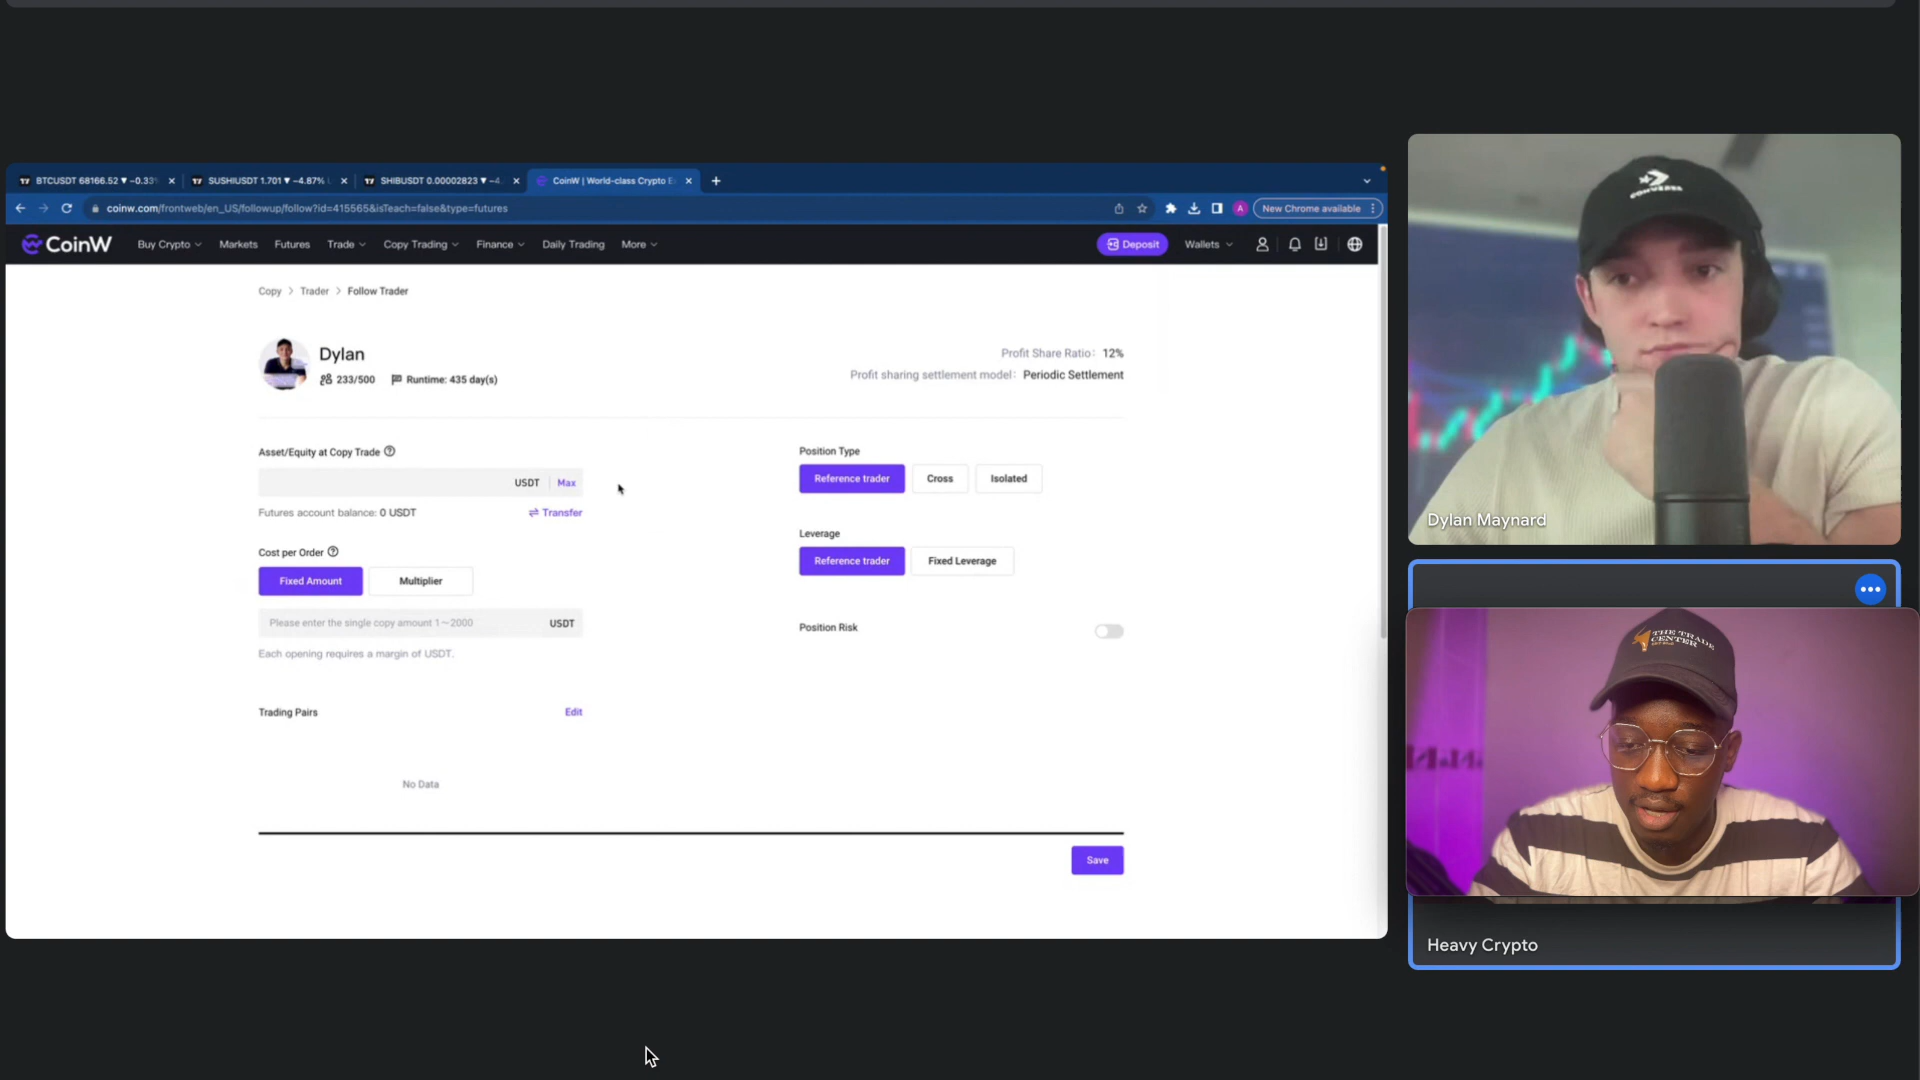 BTCUSDT 68166.52 ▼ −0.33
SUSHIUSDT 1.701 ▼ −4.87%
SHIBUSDT 0.00002823 ▼ −4
CoinW | World-class Crypto E
coinw.com/frontweb/en_US/followup/follow?id=415565&isTeach=false&type=futures
A
New Chrome available
CoinW
Buy Crypto
Markets
Futures
Trade
Copy Trading
Finance
Daily Trading
More
Deposit
Wallets
Copy > Trader > Follow Trader
Dylan
233/500
Runtime: 435 day(s)
Profit Share Ratio: 12%
Profit sharing settlement model: Periodic Settlement
Asset/Equity at Copy Trade
USDT
Max
Futures account balance: 0 USDT
Transfer
Cost per Order
Fixed Amount
Multiplier
Please enter the single copy amount 1~2000
USDT
Each opening requires a margin of USDT.
Trading Pairs
Edit
No Data
Position Type
Reference trader
Cross
Isolated
Leverage
Reference trader
Fixed Leverage
Position Risk
Save
CONVERSE
Dylan Maynard
THE TRADE
CENTER
Heavy Crypto